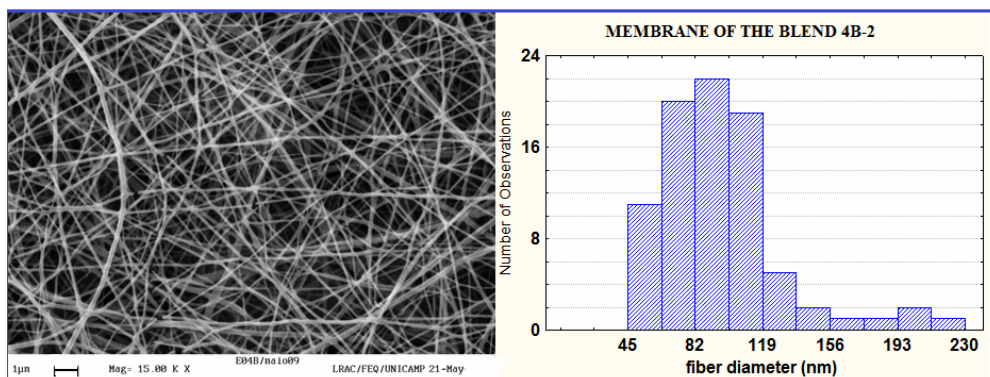 E04B/maio09
1µm
Mag= 15.00 K X
LRAC/FEQ/UNICAMP 21-May
MEMBRANE OF THE BLEND 4B-2
24
16
8
0
Number of Observations
45 82 119 156 193 230
fiber diameter (nm)